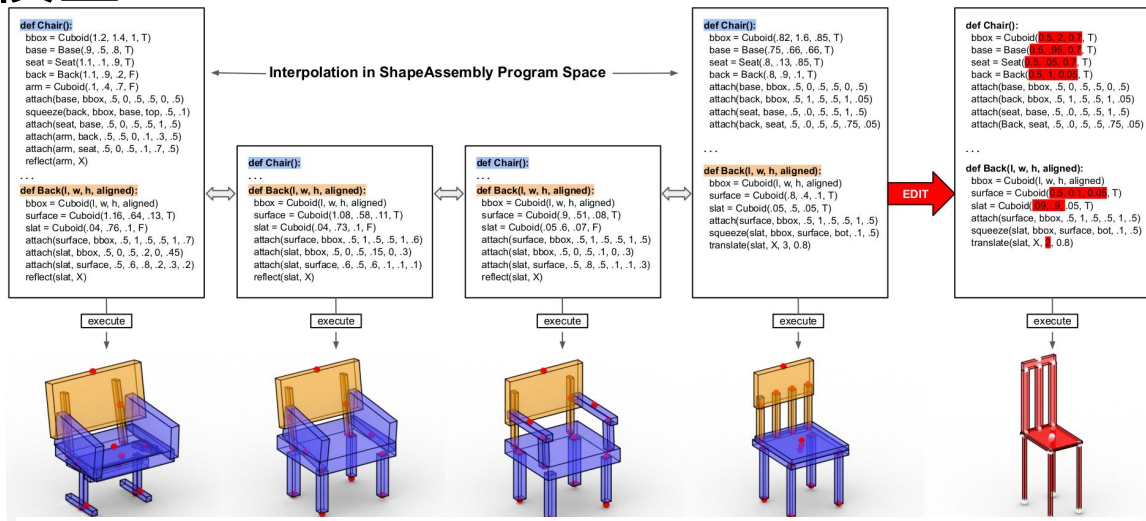 def Chair():
bbox = Cuboid(1.2, 1.4, 1, T)
base = Base(.9, .5, .8, T)
seat = Seat(1.1, .1, .9, T)
back = Back(1.1, .9, .2, F)
arm = Cuboid(.1, .4, .7, F)
attach(base, bbox, .5, 0, .5, .5, 0, .5)
squeeze(back, bbox, base, top, .5, .1)
attach(seat, base, .5, 0, .5, .5, 1, .5)
attach(arm, back, .5, .5, 0, .1, .3, .5)
attach(arm, seat, .5, 0, .5, .1, .7, .5)
reflect(arm, X)
...
def Back(l, w, h, aligned):
bbox = Cuboid(l, w, h, aligned)
surface = Cuboid(1.16, .64, .13, T)
slat = Cuboid(.04, .76, .1, F)
attach(surface, bbox, .5, 1, .5, .5, 1, .7)
attach(slat, bbox, .5, 0, .5, .2, 0, .45)
attach(slat, surface, .5, .6, .8, .2, .3, .2)
reflect(slat, X)
execute
Interpolation in ShapeAssembly Program Space
def Chair():
...
def Back(l, w, h, aligned):
bbox = Cuboid(l, w, h, aligned)
surface = Cuboid(1.08, .58, .11, T)
slat = Cuboid(.04, .73, .1, F)
attach(surface, bbox, .5, 1, .5, .5, 1, .6)
attach(slat, bbox, .5, 0, .5, .15, 0, .3)
attach(slat, surface, .6, .5, .6, .1, .1, .1)
reflect(slat, X)
execute
def Chair():
...
def Back(l, w, h, aligned):
bbox = Cuboid(l, w, h, aligned)
surface = Cuboid(.9, .51, .08, T)
slat = Cuboid(.05 .6, .07, F)
attach(surface, bbox, .5, 1, .5, .5, 1, .5)
attach(slat, bbox, .5, 0, .5, .1, 0, .3)
attach(slat, surface, .5, .8, .5, .1, .1, .3)
reflect(slat, X)
execute
def Chair():
bbox = Cuboid(.82, 1.6, .85, T)
base = Base(.75, .66, .66, T)
seat = Seat(.8, .13, .85, T)
back = Back(.8, .9, .1, T)
attach(base, bbox, .5, 0, .5, .5, 0, .5)
attach(back, bbox, .5, 1, .5, .5, 1, .05)
attach(seat, base, .5, .0, .5, .5, 1, .5)
attach(back, seat, .5, .0, .5, .5, .75, .05)
...
def Back(l, w, h, aligned):
bbox = Cuboid(l, w, h, aligned)
surface = Cuboid(.8, .4, .1, T)
slat = Cuboid(.05, .5, .05, T)
attach(surface, bbox, .5, 1, .5, .5, 1, .5)
squeeze(slat, bbox, surface, bot, .1, .5)
translate(slat, X, 3, 0.8)
execute
EDIT
def Chair():
bbox = Cuboid(0.5, 2, 0.7, T)
base = Base(0.5, .95, 0.7, T)
seat = Seat(0.5, .05, 0.7, T)
back = Back(0.5, 1, 0.05, T)
attach(base, bbox, .5, 0, .5, .5, 0, .5)
attach(back, bbox, .5, 1, .5, .5, 1, .05)
attach(seat, base, .5, .0, .5, .5, 1, .5)
attach(Back, seat, .5, .0, .5, .5, .75, .05)
...
def Back(l, w, h, aligned):
bbox = Cuboid(l, w, h, aligned)
surface = Cuboid(0.5, 0.1, 0.05, T)
slat = Cuboid(.09, .9, .05, T)
attach(surface, bbox, .5, 1, .5, .5, 1, .5)
squeeze(slat, bbox, surface, bot, .1, .5)
translate(slat, X, 2, 0.8)
execute